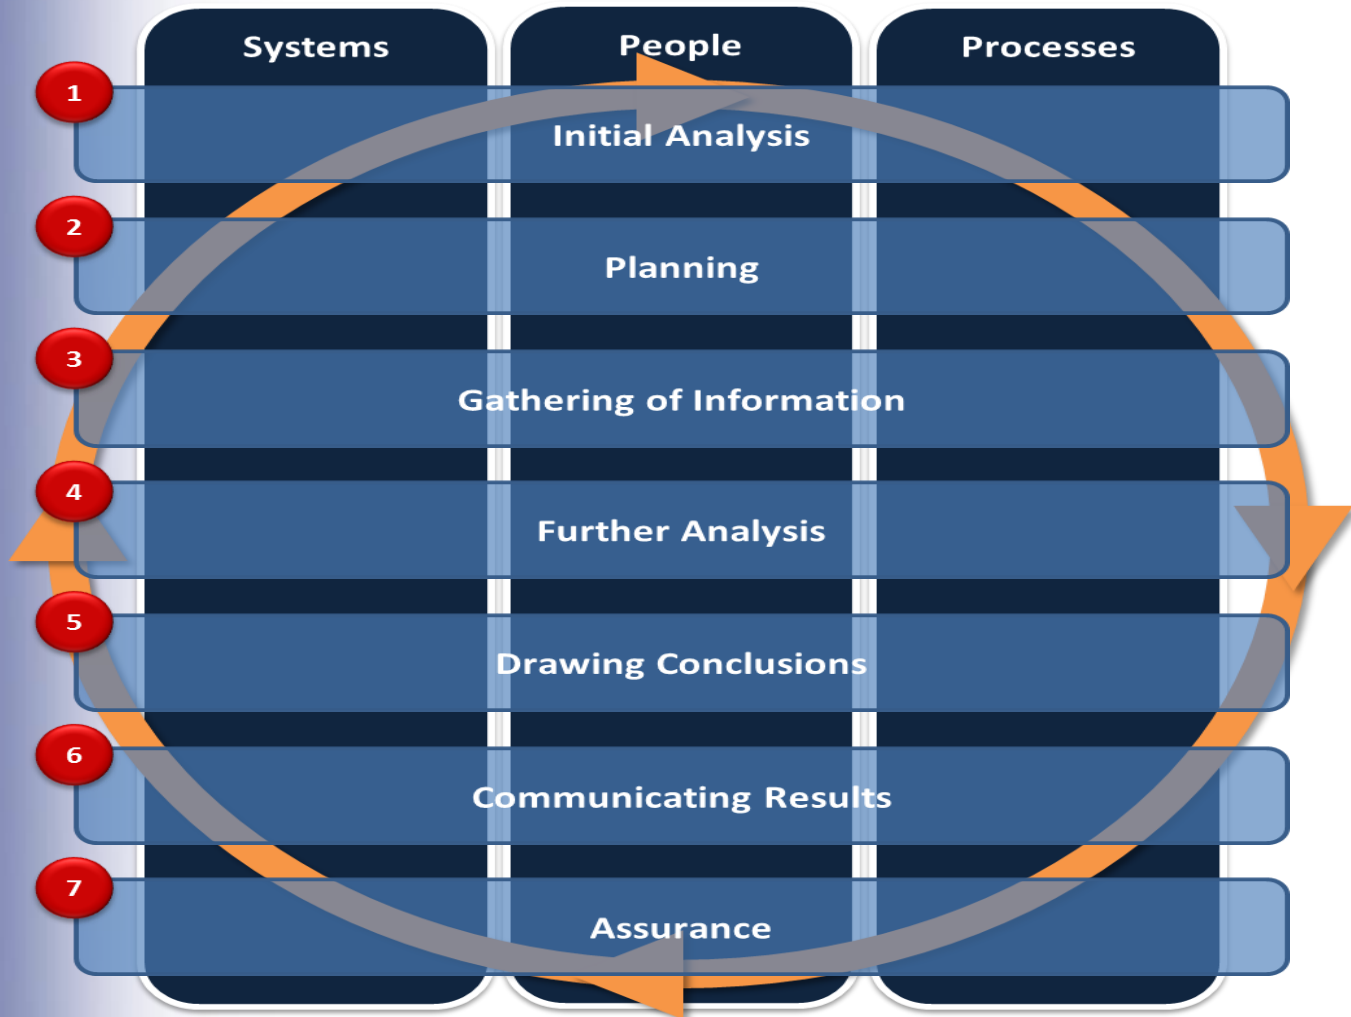 Systems
People
Processes
1
Initial Analysis
2
Planning
3
Gathering of Information
4
Further Analysis
5
Drawing Conclusions
6
Communicating Results
7
Assurance